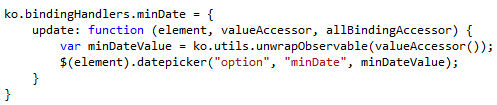 ko.bindingHandlers.minDate = {
    update: function (element, valueAccessor, allBindingAccessor) {
        var minDateValue = ko.utils.unwrapObservable(valueAccessor());
        $(element).datepicker("option", "minDate", minDateValue);
    }
}